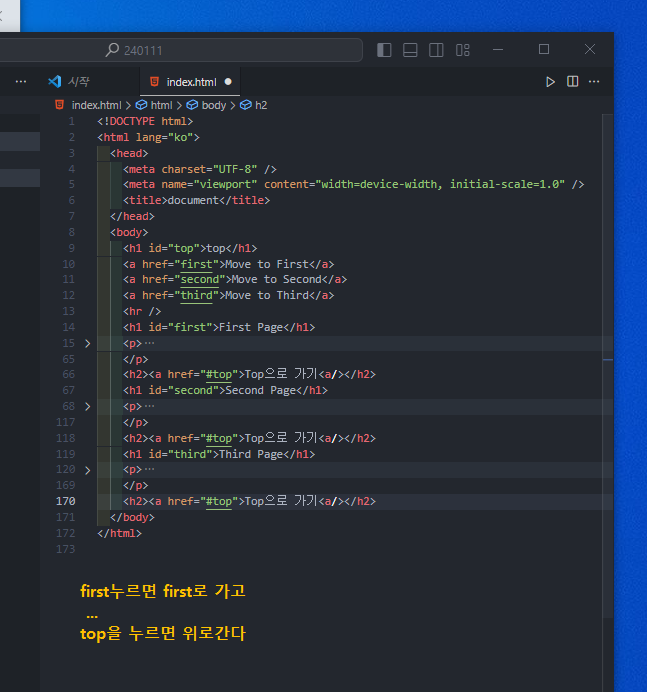 240111
시작
index.html
index.html > html > body > h2
1 <!DOCTYPE html>
2 <html lang="ko">
3 <head>
4 <meta charset="UTF-8" />
5 <meta name="viewport" content="width=device-width, initial-scale=1.0" />
6 <title>document</title>
7 </head>
8 <body>
9 <h1 id="top">top</h1>
10 <a href="first">Move to First</a>
11 <a href="second">Move to Second</a>
12 <a href="third">Move to Third</a>
13 <hr />
14 <h1 id="first">First Page</h1>
15 <p>…
65 </p>
66 <h2><a href="#top">Top으로 가기<a/></h2>
67 <h1 id="second">Second Page</h1>
68 <p>…
117 </p>
118 <h2><a href="#top">Top으로 가기<a/></h2>
119 <h1 id="third">Third Page</h1>
120 <p>…
169 </p>
170 <h2><a href="#top">Top으로 가기<a/></h2>
171 </body>
172 </html>
173
first누르면 first로 가고
...
top을 누르면 위로간다